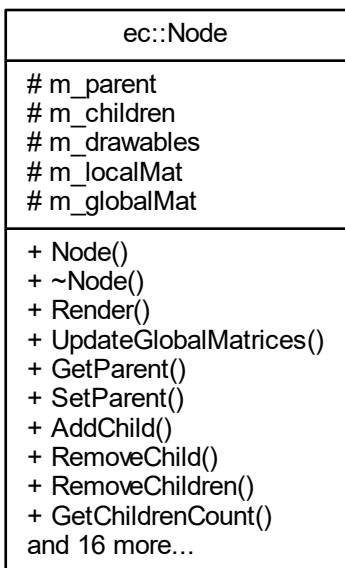 ec::Node
# m_parent
# m_children
# m_drawables
# m_localMat
# m_globalMat
+ Node()
+ ~Node()
+ Render()
+ UpdateGlobalMatrices()
+ GetParent()
+ SetParent()
+ AddChild()
+ RemoveChild()
+ RemoveChildren()
+ GetChildrenCount()
and 16 more...